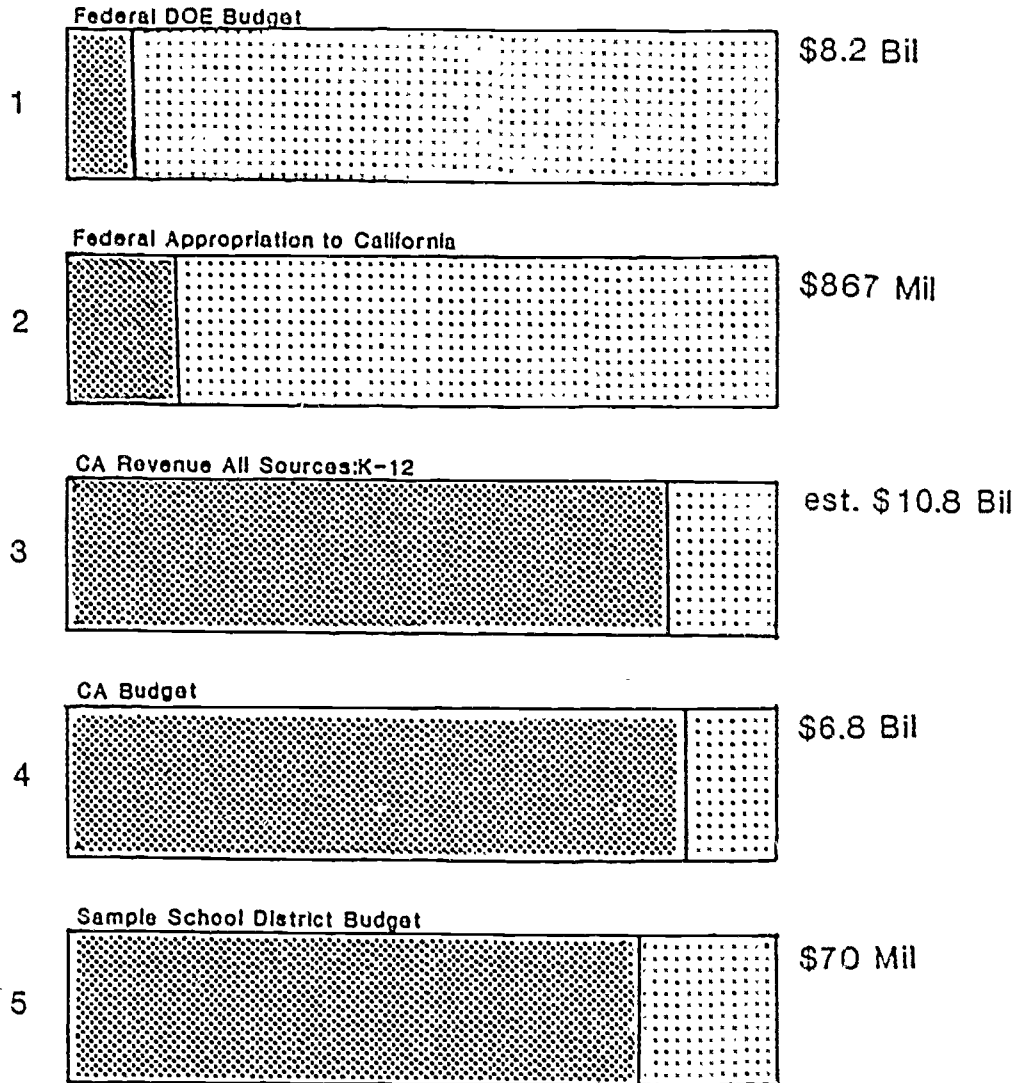 Federal DOE Budget
1
$8.2 Bil
Federal Appropriation to California
2
$867 Mil
CA Revenue All Sources:K-12
3
est. $10.8 Bil
CA Budget
4
$6.8 Bil
Sample School District Budget
5
$70 Mil